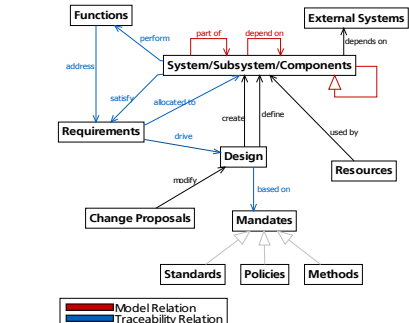 Functions
External Systems
part of
depend on
perform
depends on
System/Subsystem/Components
address
satisfy
allocated to
create
define
Requirements
drive
used by
Design
Resources
modify
based on
Change Proposals
Mandates
Standards
Policies
Methods
Model Relation
Traceability Relation